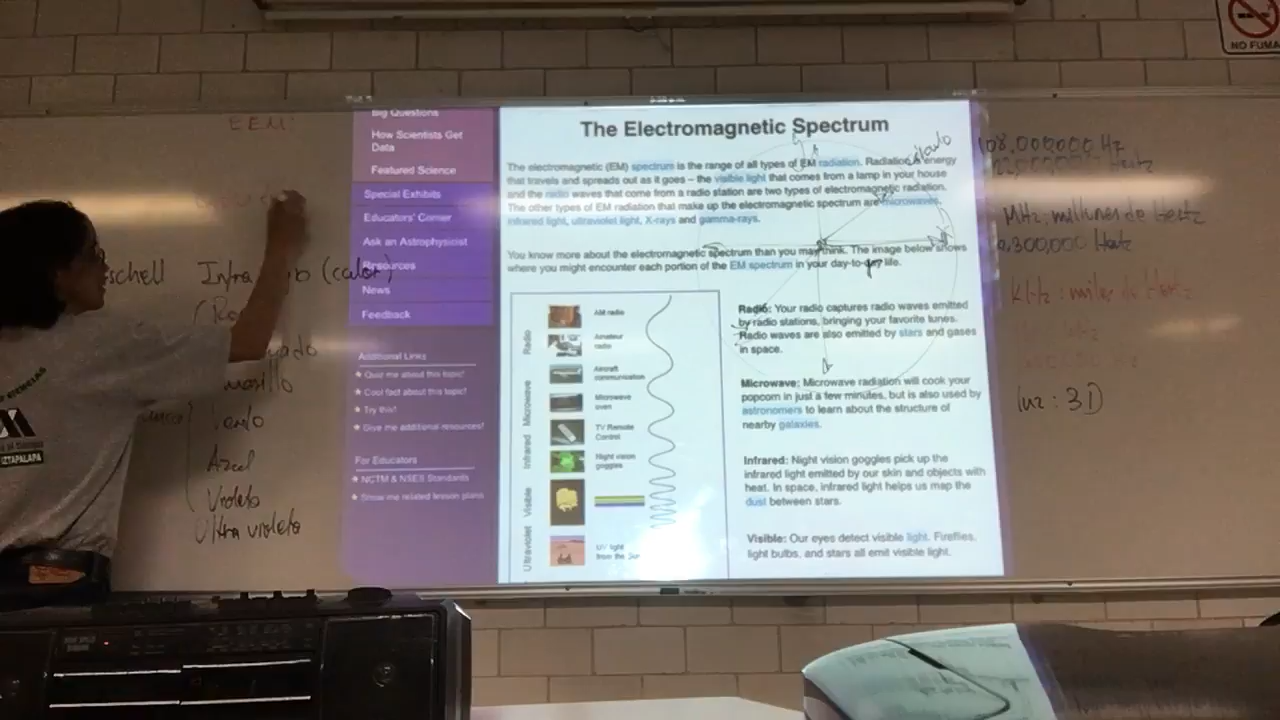 NO FUMA
EEM:
schell Infra (calor)
(Ro
Verde
Azul
Violeta
Ultra violeta
IZTAPALAPA
Big Questions
How Scientists Get
Data
Featured Science
Special Exhibits
Educators' Corner
Ask an Astrophysicist
Resources
News
Feedback
Additional Links
Quiz me about this topic!
Cool fact about this topic!
Try this!
Give me additional resources!
For Educators
NCTM & NSES Standards
Show me related lesson plans
The Electromagnetic Spectrum
The electromagnetic (EM) spectrum is the range of all types of EM radiation. Radiation is energy
that travels and spreads out as it goes – the visible light that comes from a lamp in your house
and the radio waves that come from a radio station are two types of electromagnetic radiation.
The other types of EM radiation that make up the electromagnetic spectrum are microwaves,
infrared light, ultraviolet light, X-rays and gamma-rays.
You know more about the electromagnetic spectrum than you may think. The image below shows
where you might encounter each portion of the EM spectrum in your day-to-day life.
Radio
Microwave
Infrared
Visible
Ultraviolet
AM radio
Amateur
radio
Aircraft
communication
Microwave
oven
TV Remote
Control
Night vision
goggles
UV light
from the Sun
Radio: Your radio captures radio waves emitted
by radio stations, bringing your favorite tunes.
Radio waves are also emitted by stars and gases
in space.
Microwave: Microwave radiation will cook your
popcorn in just a few minutes, but is also used by
astronomers to learn about the structure of
nearby galaxies.
Infrared: Night vision goggles pick up the
infrared light emitted by our skin and objects with
heat. In space, infrared light helps us map the
dust between stars.
Visible: Our eyes detect visible light. Fireflies,
light bulbs, and stars all emit visible light.
108,000,000 Hz
MHz: millones de Hertz
,300,000 Hertz
KHz: miles de Hertz
luz: 3D